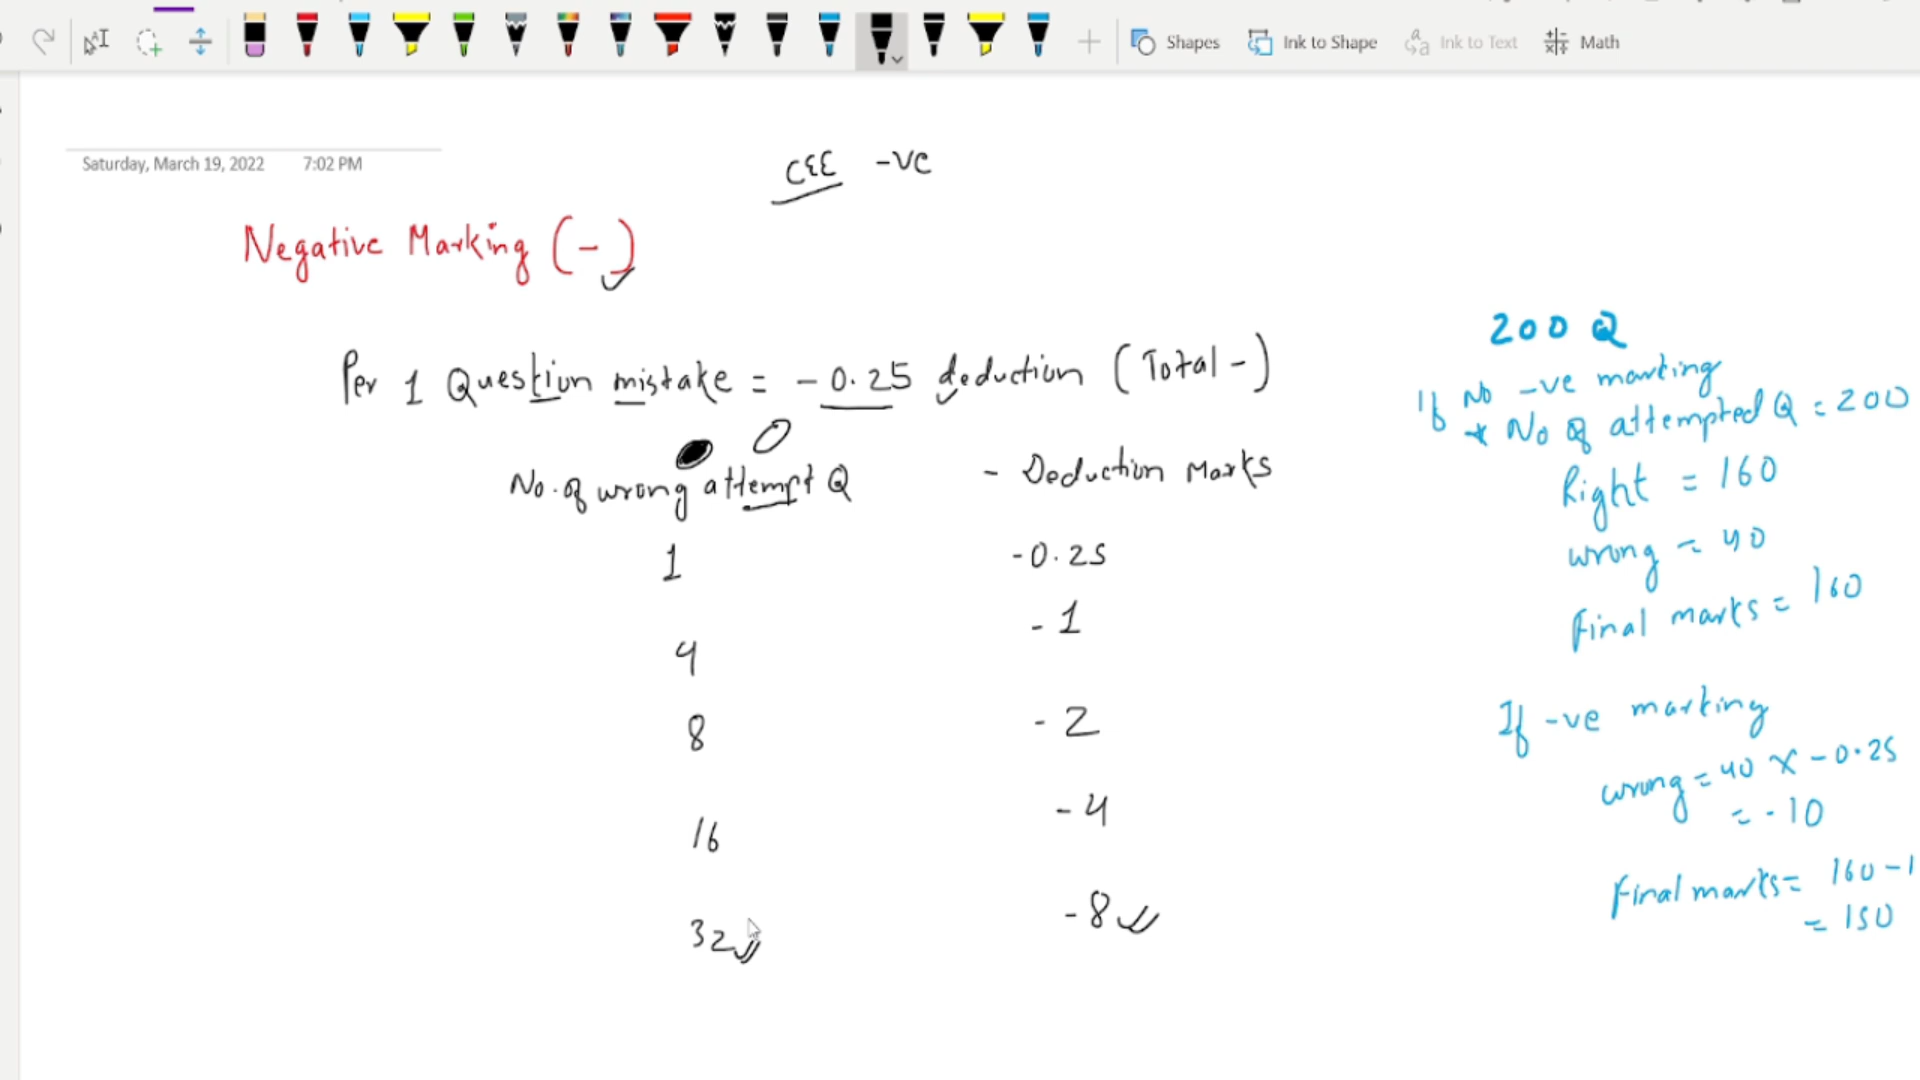 Shapes Ink to Shape Ink to Text Math
Saturday, March 19, 2022 7:02 PM
CEE -ve
Negative Marking (-)
Per 1 Question mistake = - 0.25 deduction (Total -)
No. of wrong attempt Q - Deduction Marks
1 -0.25
4 - 1
8 - 2
16 - 4
32 - 8
200 Q
If No -ve marking
* No of attempted Q = 200
Right = 160
wrong = 40
final marks = 160
If -ve marking
wrong = 40 x -0.25
= -10
final marks = 160 - 1
= 150